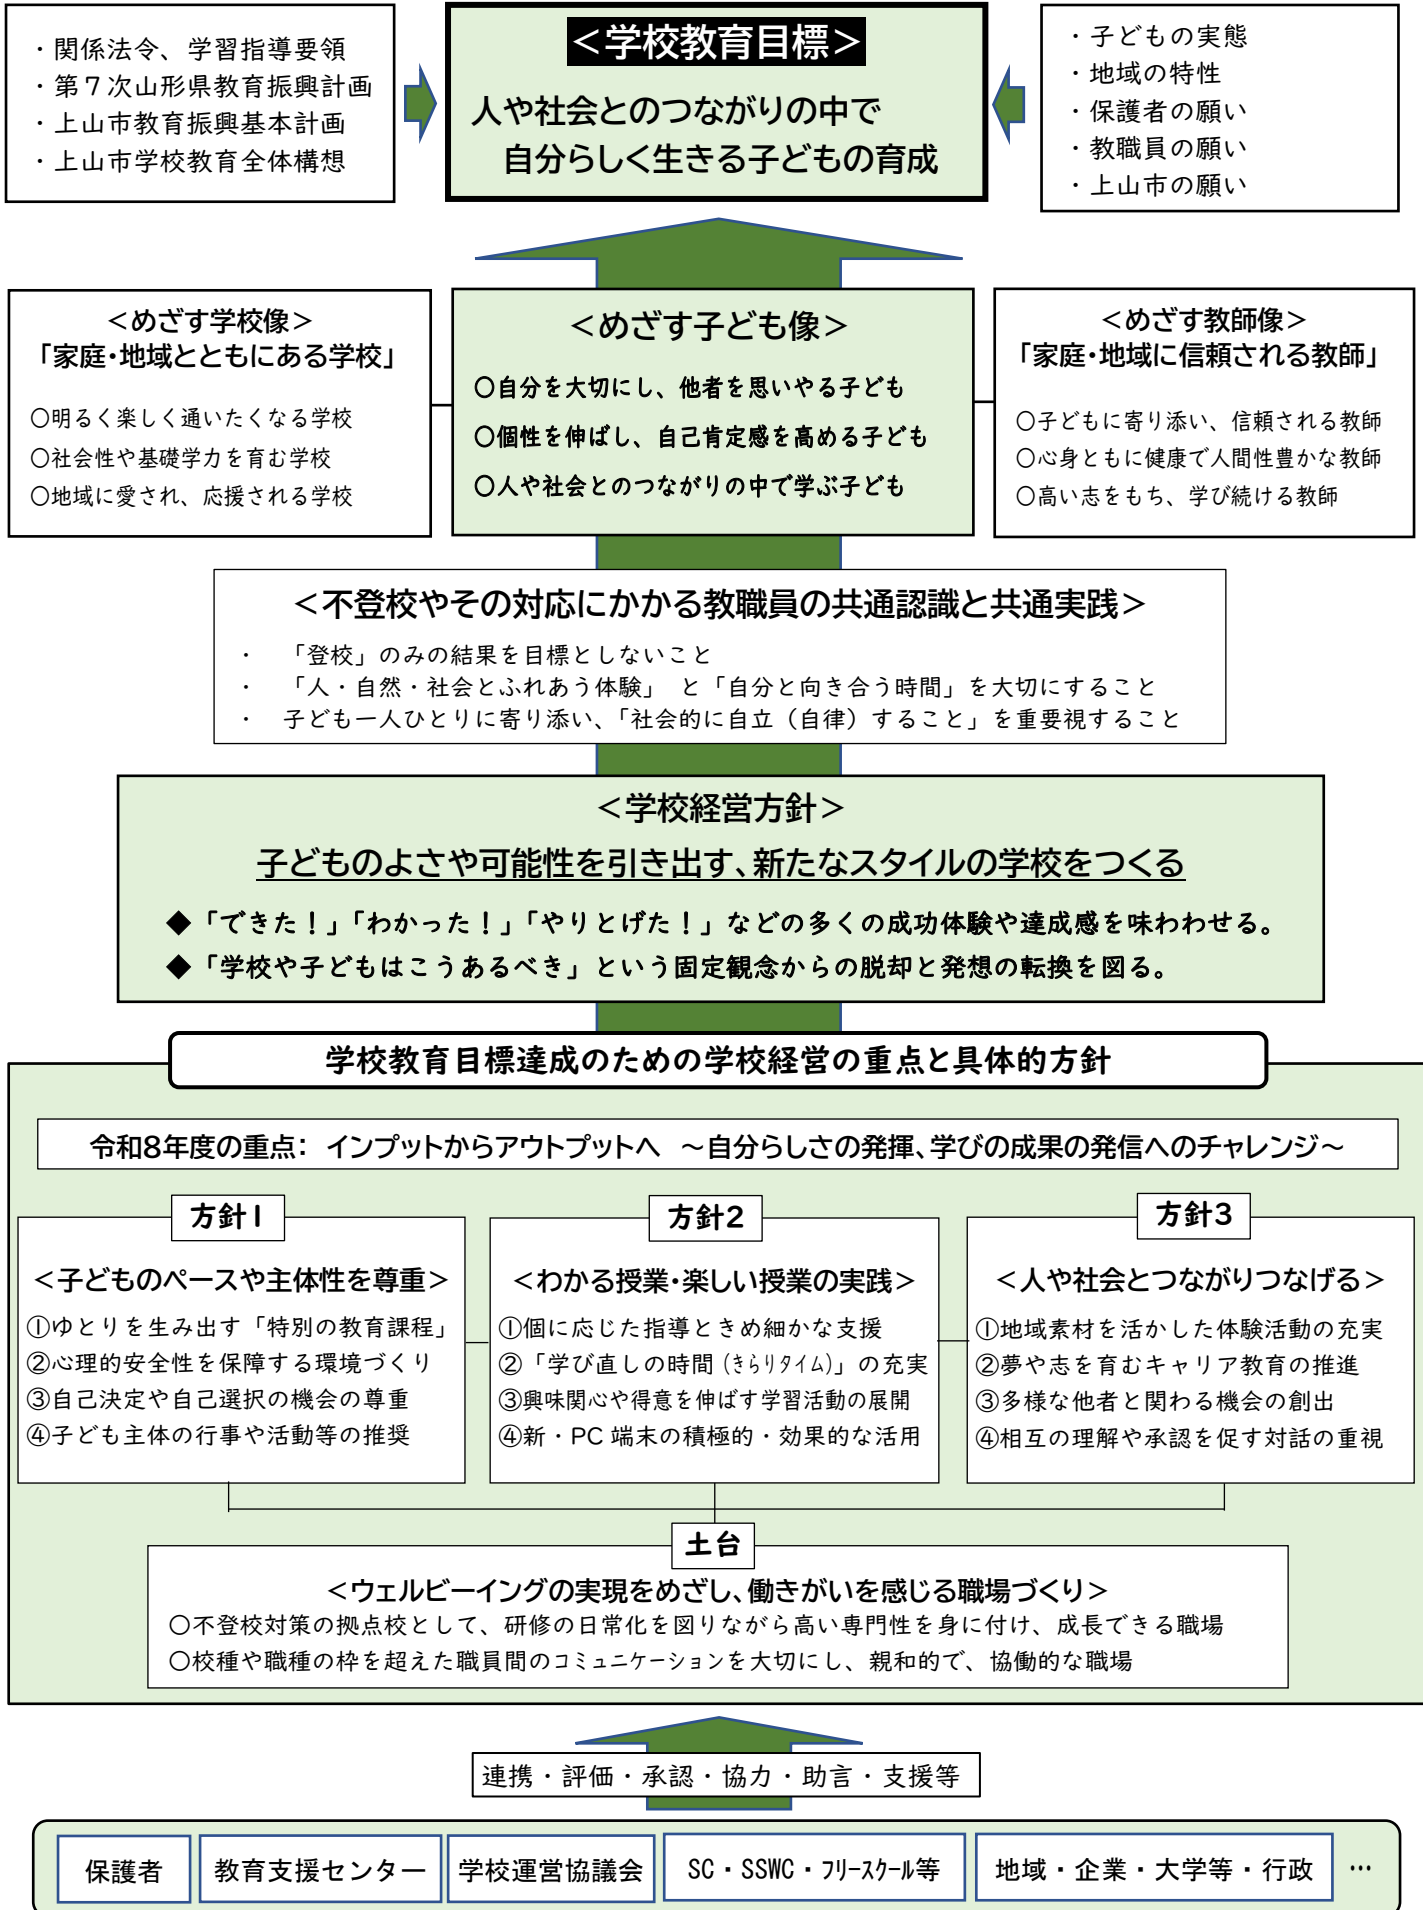 ・関係法令、学習指導要領
・第７次山形県教育振興計画
・上山市教育振興基本計画
・上山市学校教育全体構想
＜学校教育目標＞
人や社会とのつながりの中で
自分らしく生きる子どもの育成
・子どもの実態
・地域の特性
・保護者の願い
・教職員の願い
・上山市の願い
＜めざす学校像＞
「家庭・地域とともにある学校」
〇明るく楽しく通いたくなる学校
〇社会性や基礎学力を育む学校
〇地域に愛され、応援される学校
＜めざす子ども像＞
〇自分を大切にし、他者を思いやる子ども
〇個性を伸ばし、自己肯定感を高める子ども
〇人や社会とのつながりの中で学ぶ子ども
＜めざす教師像＞
「家庭・地域に信頼される教師」
〇子どもに寄り添い、信頼される教師
〇心身ともに健康で人間性豊かな教師
〇高い志をもち、学び続ける教師
＜不登校やその対応にかかる教職員の共通認識と共通実践＞
・ 「登校」のみの結果を目標としないこと
・ 「人・自然・社会とふれあう体験」 と「自分と向き合う時間」を大切にすること
・ 子ども一人ひとりに寄り添い、「社会的に自立（自律）すること」を重要視すること
＜学校経営方針＞
子どものよさや可能性を引き出す、新たなスタイルの学校をつくる
◆「できた！」「わかった！」「やりとげた！」などの多くの成功体験や達成感を味わわせる。
◆「学校や子どもはこうあるべき」という固定観念からの脱却と発想の転換を図る。
学校教育目標達成のための学校経営の重点と具体的方針
令和8年度の重点： インプットからアウトプットへ ～自分らしさの発揮、学びの成果の発信へのチャレンジ～
方針1
＜子どものペースや主体性を尊重＞
①ゆとりを生み出す「特別の教育課程」
②心理的安全性を保障する環境づくり
③自己決定や自己選択の機会の尊重
④子ども主体の行事や活動等の推奨
方針2
＜わかる授業・楽しい授業の実践＞
①個に応じた指導ときめ細かな支援
②「学び直しの時間（きらりタイム）」の充実
③興味関心や得意を伸ばす学習活動の展開
④新・PC 端末の積極的・効果的な活用
方針3
＜人や社会とつながりつなげる＞
①地域素材を活かした体験活動の充実
②夢や志を育むキャリア教育の推進
③多様な他者と関わる機会の創出
④相互の理解や承認を促す対話の重視
土台
＜ウェルビーイングの実現をめざし、働きがいを感じる職場づくり＞
〇不登校対策の拠点校として、研修の日常化を図りながら高い専門性を身に付け、成長できる職場
〇校種や職種の枠を超えた職員間のコミュニケーションを大切にし、親和的で、協働的な職場
連携・評価・承認・協力・助言・支援等
保護者
教育支援センター
学校運営協議会
SC・SSWC・フリースクール等
地域・企業・大学等・行政
…